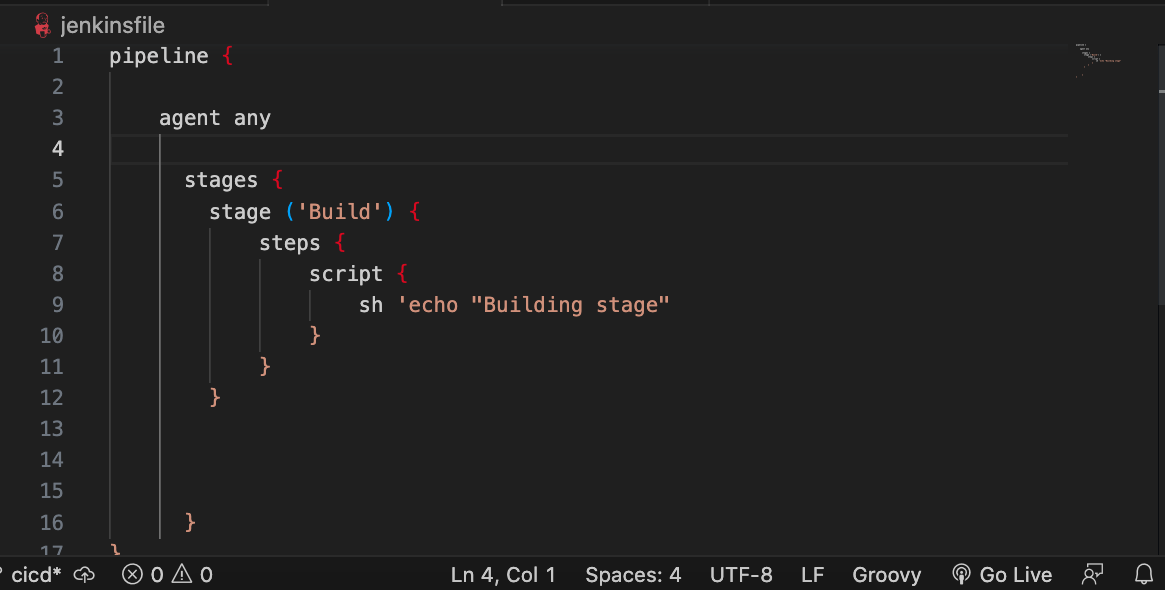 jenkinsfile
1 pipeline {
2
3 agent any
4
5 stages {
6 stage ('Build') {
7 steps {
8 script {
9 sh 'echo "Building stage"
10 }
11 }
12 }
13
14
15
16 }
17 }
cicd* 0 0 Ln 4, Col 1 Spaces: 4 UTF-8 LF Groovy Go Live